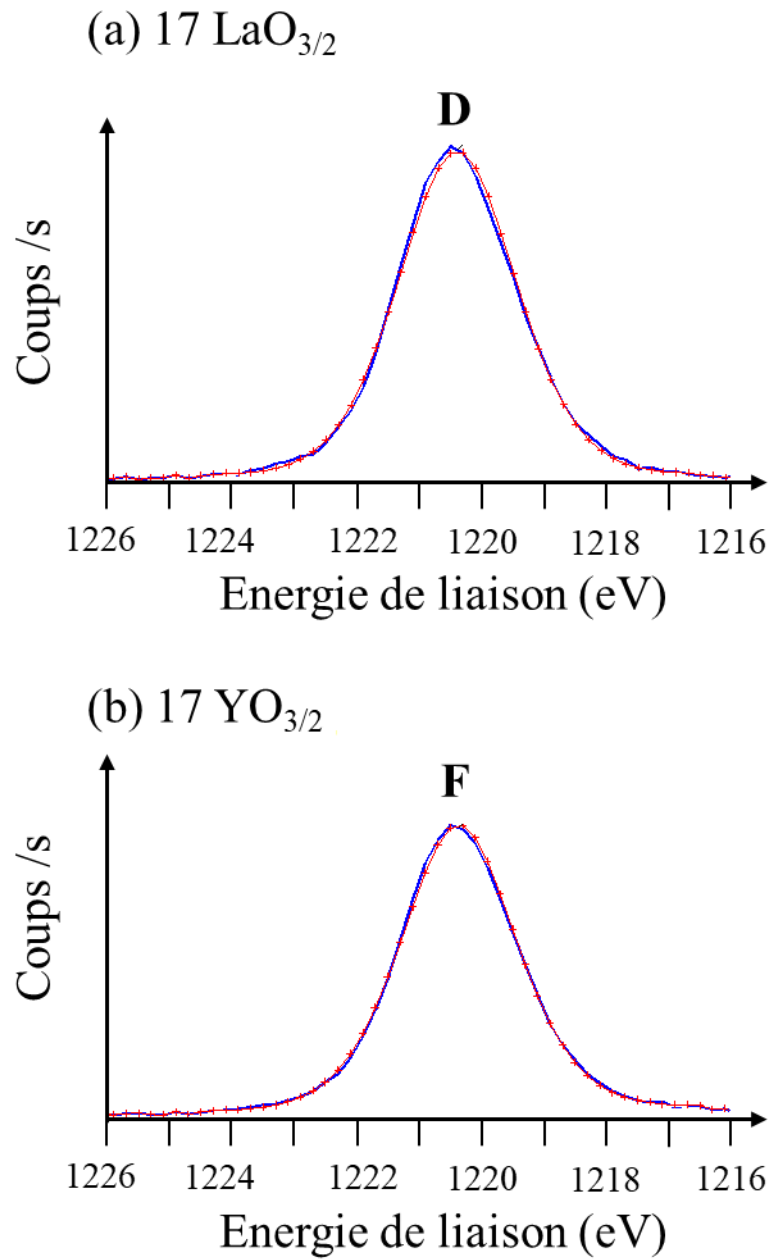 (a) 17 LaO3/2
D
Coups /s
1226 1224 1222 1220 1218 1216
Energie de liaison (eV)
(b) 17 YO3/2
F
Coups /s
1226 1224 1222 1220 1218 1216
Energie de liaison (eV)